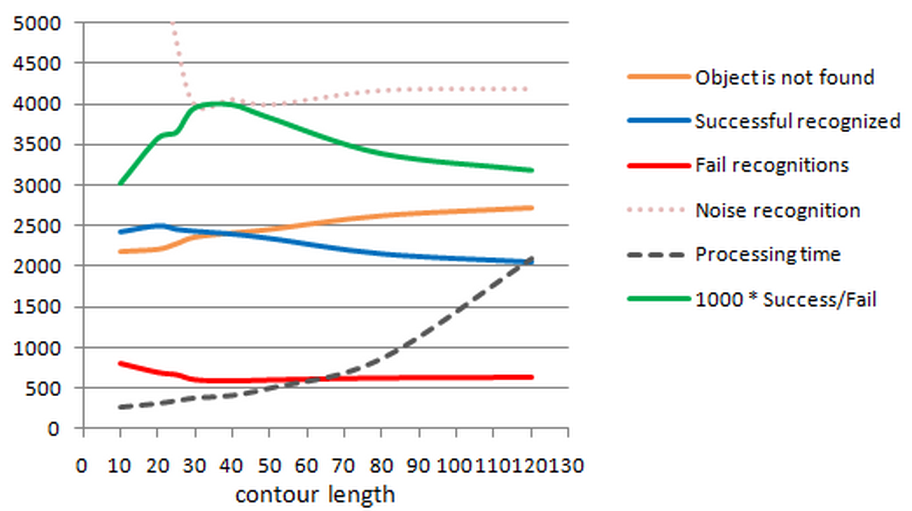 5000
4500
4000
3500
3000
2500
2000
1500
1000
500
0
0 10 20 30 40 50 60 70 80 90 100 110 120 130
contour length
Object is not found
Successful recognized
Fail recognitions
Noise recognition
Processing time
1000 * Success/Fail